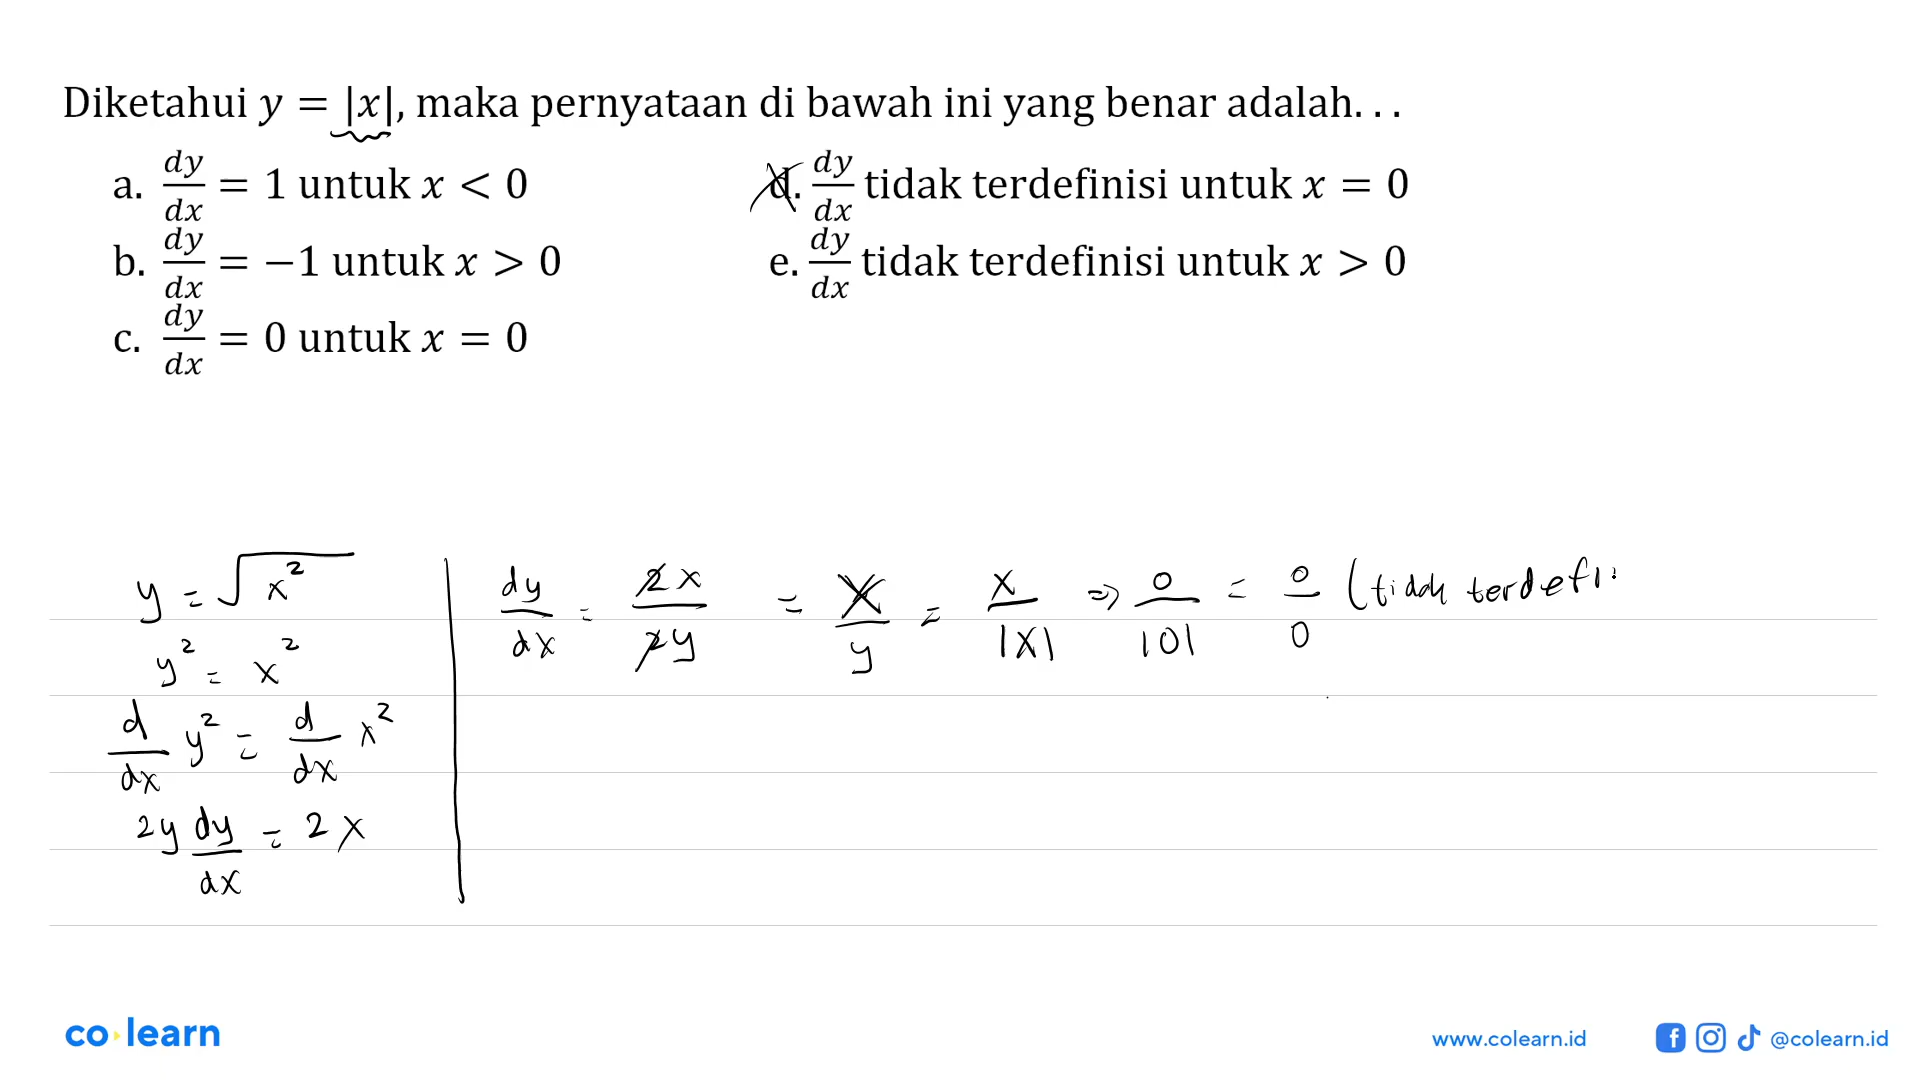 Diketahui y = |x|, maka pernyataan di bawah ini yang benar adalah. . .
a. dy/dx = 1 untuk x < 0
b. dy/dx = −1 untuk x > 0
c. dy/dx = 0 untuk x = 0
d. dy/dx tidak terdefinisi untuk x = 0
e. dy/dx tidak terdefinisi untuk x > 0
y = √x²
y² = x²
d/dx y² = d/dx x²
2y dy/dx = 2x
dy/dx = 2x/2y = x/y = x/|x| => 0/|0| = 0/0 (tidak terdefi
co learn
www.colearn.id
@colearn.id